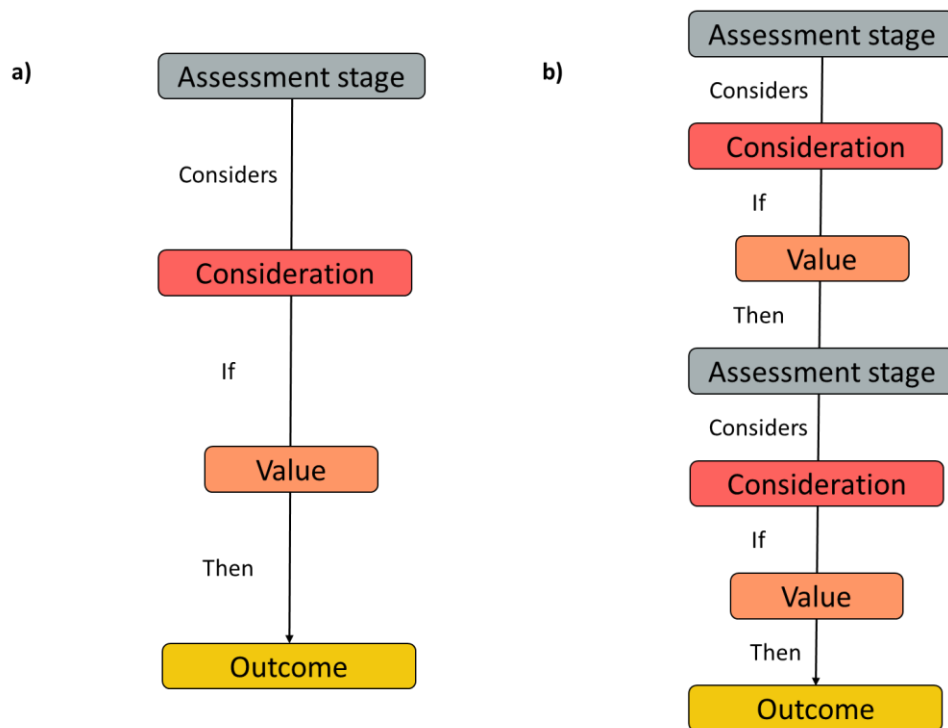 a)
Assessment stage
Considers
Consideration
If
Value
Then
Outcome
b)
Assessment stage
Considers
Consideration
If
Value
Then
Assessment stage
Considers
Consideration
If
Value
Then
Outcome